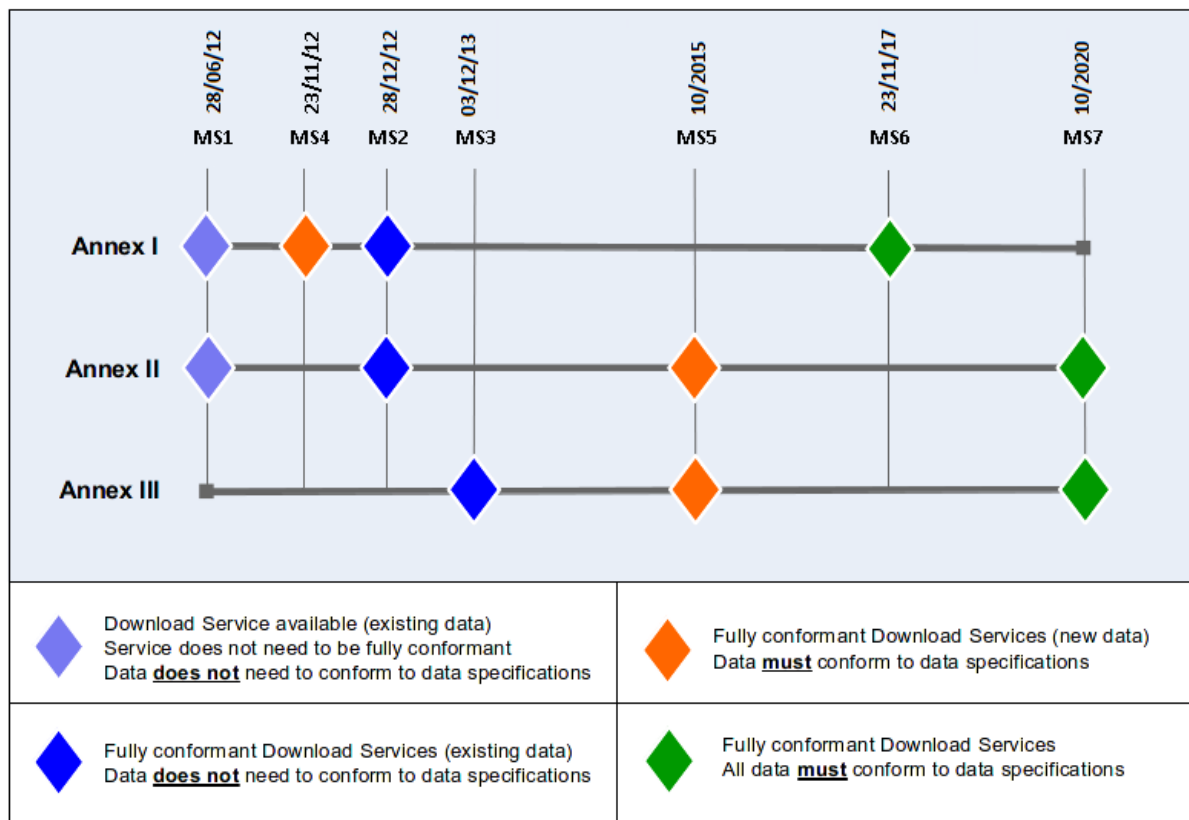 28/06/12
23/11/12
28/12/12
03/12/13
10/2015
23/11/17
10/2020
MS1
MS4
MS2
MS3
MS5
MS6
MS7
Annex I
Annex II
Annex III
Download Service available (existing data)
Service does not need to be fully conformant
Data does not need to conform to data specifications
Fully conformant Download Services (new data)
Data must conform to data specifications
Fully conformant Download Services (existing data)
Data does not need to conform to data specifications
Fully conformant Download Services
All data must conform to data specifications